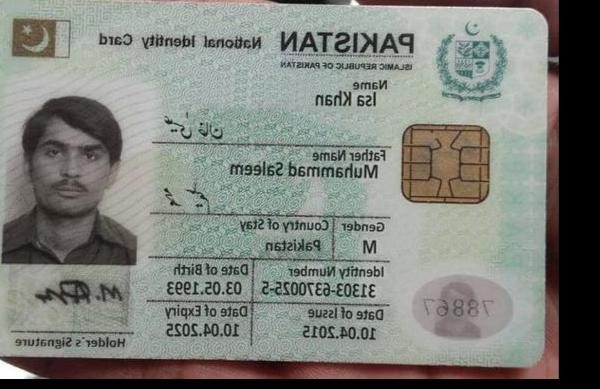 PAKISTAN National Identity Card
ISLAMIC REPUBLIC OF PAKISTAN
Name
Isa Khan
عیسیٰ خان
Father Name
Muhammad Saleem
محمد سلیم
Gender Country of Stay
M Pakistan
Identity Number Date of Birth
31303-6370025-5 03.05.1993
Date of Issue Date of Expiry
10.04.2015 10.04.2025
78867
Holder's Signature